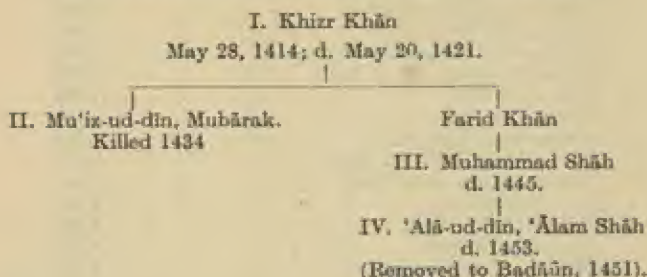 I. Khizr Khān
May 28, 1414; d. May 20, 1421.
II. Mu‘iz-ud-dīn, Mubārak.
Killed 1434
Farid Khān
III. Muhammad Shāh
d. 1445.
IV. ‘Alā-ud-dīn, ‘Ālam Shāh
d. 1453.
(Removed to Badāūn, 1451).